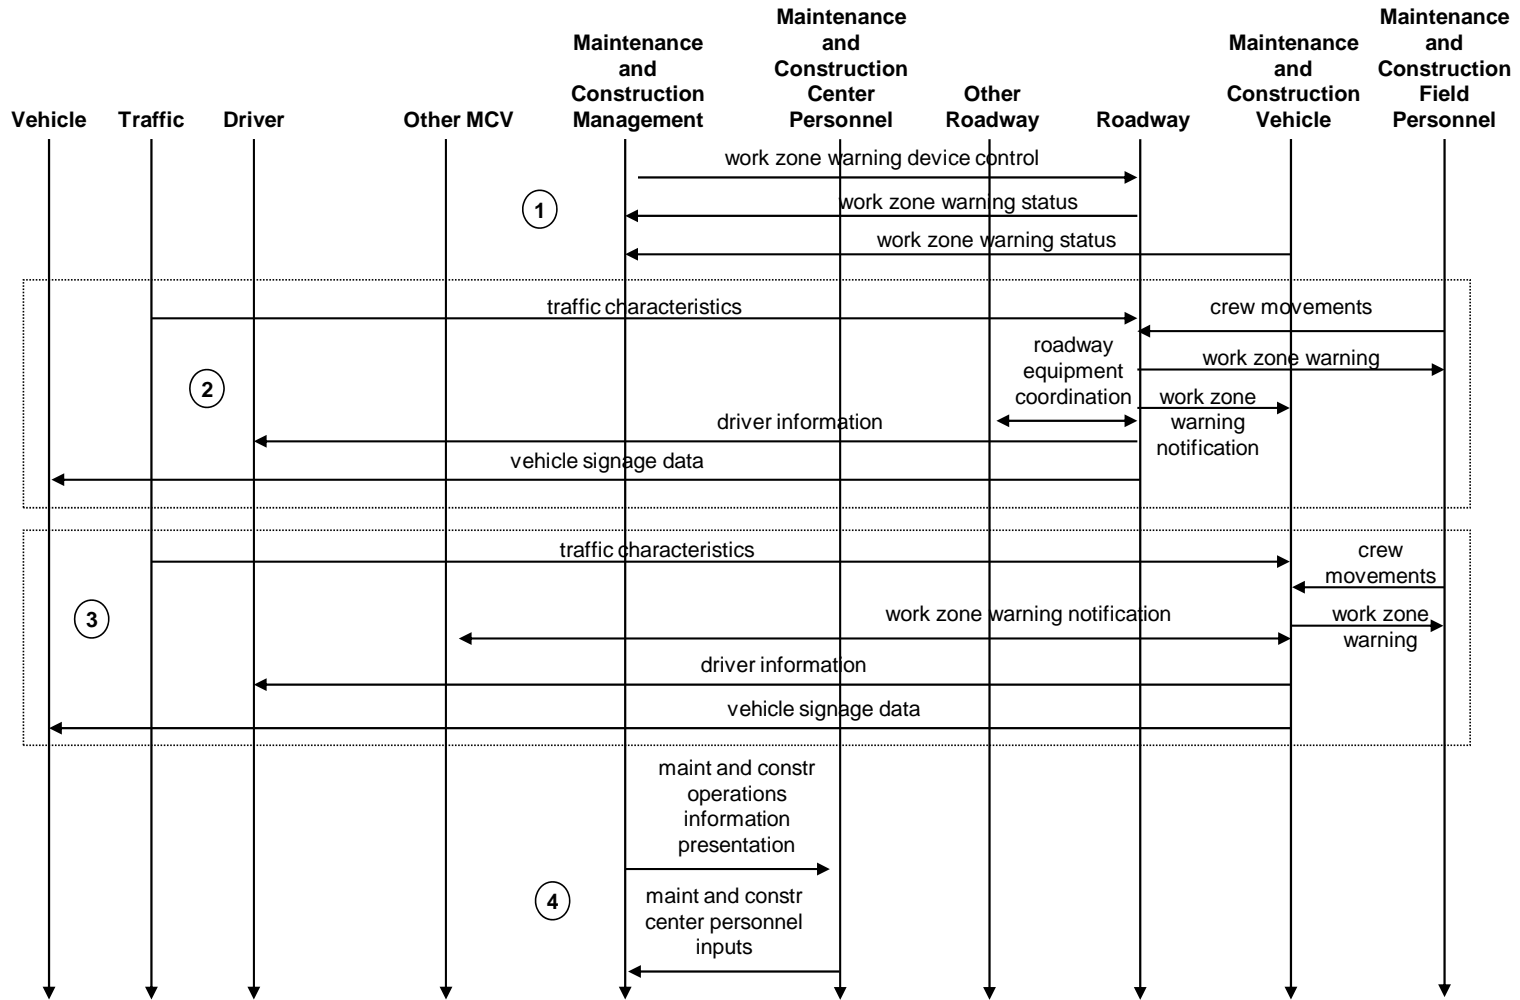 Vehicle
Traffic
Driver
Other MCV
Maintenance
and
Construction
Management
Maintenance
and
Construction
Center
Personnel
Other
Roadway
Roadway
Maintenance
and
Construction
Vehicle
Maintenance
and
Construction
Field
Personnel
work zone warning device control
1
work zone warning status
work zone warning status
traffic characteristics
crew movements
roadway
equipment
coordination
work zone warning
2
work zone
warning
notification
driver information
vehicle signage data
traffic characteristics
crew
movements
3
work zone warning notification
work zone
warning
driver information
vehicle signage data
maint and constr
operations
information
presentation
4
maint and constr
center personnel
inputs